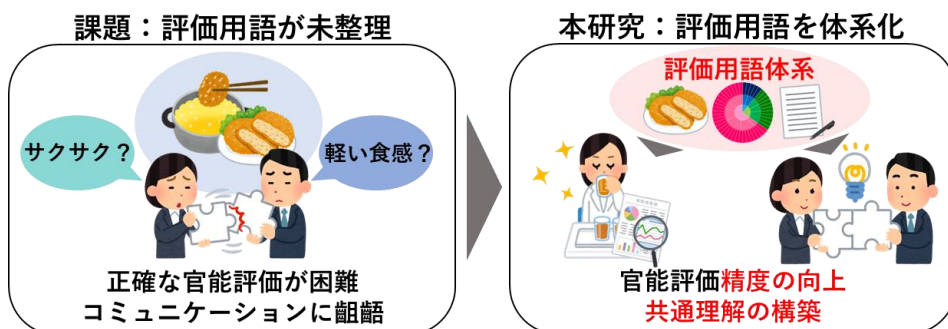 課題：評価用語が未整理
サクサク？
軽い食感？
正確な官能評価が困難
コミュニケーションに齟齬
本研究：評価用語を体系化
評価用語体系
官能評価精度の向上
共通理解の構築